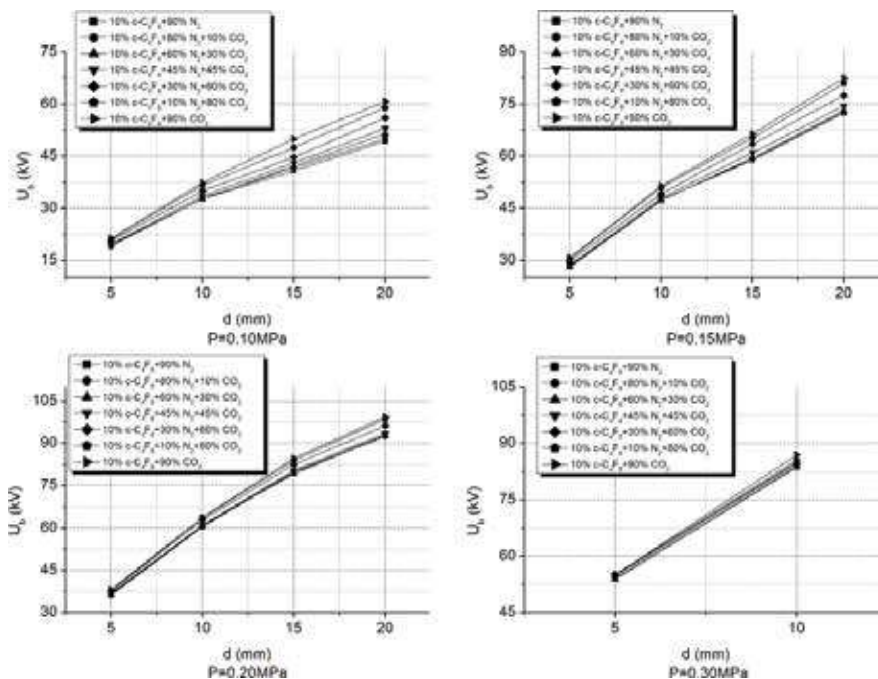 10% c-C4F8+90% N2
10% c-C4F8+80% N2+10% CO2
10% c-C4F8+60% N2+30% CO2
10% c-C4F8+45% N2+45% CO2
10% c-C4F8+30% N2+60% CO2
10% c-C4F8+10% N2+80% CO2
10% c-C4F8+90% CO2
75
60
45
30
15
Ub (kV)
5 10 15 20
d (mm)
P=0.10MPa
10% c-C4F8+90% N2
10% c-C4F8+80% N2+10% CO2
10% c-C4F8+60% N2+30% CO2
10% c-C4F8+45% N2+45% CO2
10% c-C4F8+30% N2+60% CO2
10% c-C4F8+10% N2+80% CO2
10% c-C4F8+90% CO2
90
75
60
45
30
Ub (kV)
5 10 15 20
d (mm)
P=0.15MPa
10% c-C4F8+90% N2
10% c-C4F8+80% N2+10% CO2
10% c-C4F8+60% N2+30% CO2
10% c-C4F8+45% N2+45% CO2
10% c-C4F8+30% N2+60% CO2
10% c-C4F8+10% N2+80% CO2
10% c-C4F8+90% CO2
105
90
75
60
45
30
Ub (kV)
5 10 15 20
d (mm)
P=0.20MPa
10% c-C4F8+90% N2
10% c-C4F8+80% N2+10% CO2
10% c-C4F8+60% N2+30% CO2
10% c-C4F8+45% N2+45% CO2
10% c-C4F8+30% N2+60% CO2
10% c-C4F8+10% N2+80% CO2
10% c-C4F8+90% CO2
105
90
75
60
45
Ub (kV)
5 10
d (mm)
P=0.30MPa